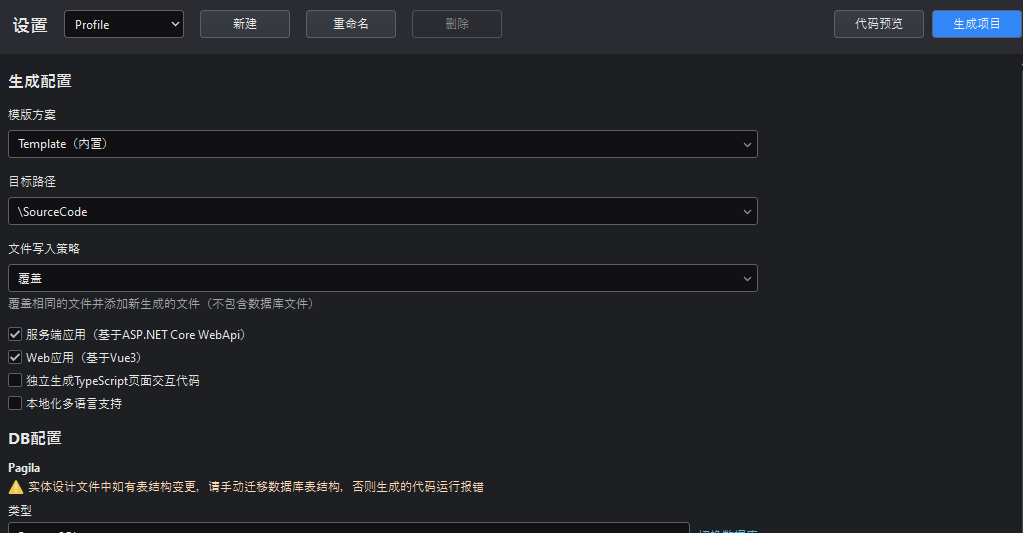 设置 Profile 新建 重命名 删除 代码预览 生成项目
生成配置
模版方案
Template（内置）
目标路径
\SourceCode
文件写入策略
覆盖
覆盖相同的文件并添加新生成的文件（不包含数据库文件）
服务端应用（基于ASP.NET Core WebApi）
Web应用（基于Vue3）
独立生成TypeScript页面交互代码
本地化多语言支持
DB配置
Pagila
实体设计文件中如有表结构变更，请手动迁移数据库表结构，否则生成的代码运行报错
类型